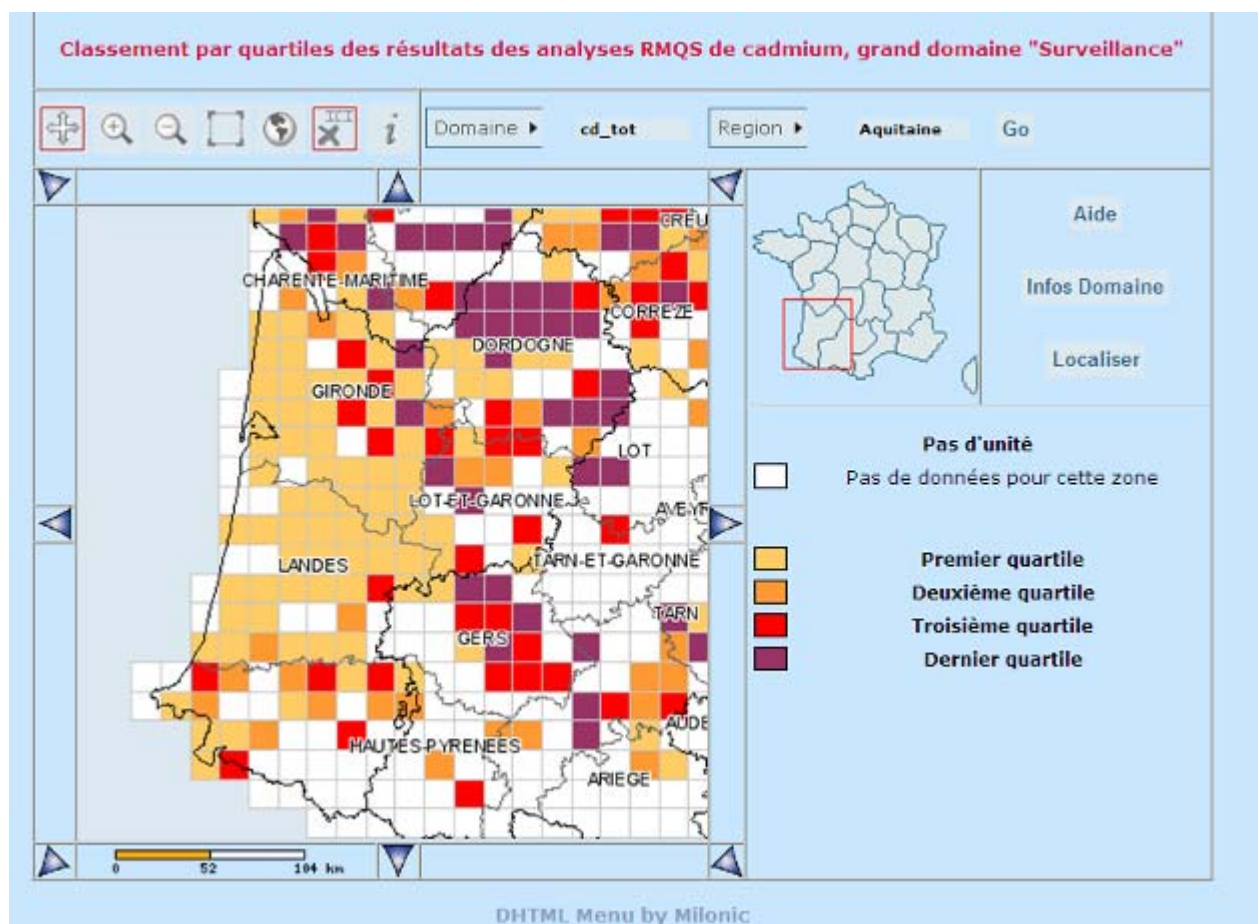 Classement par quartiles des résultats des analyses RMQS de cadmium, grand domaine "Surveillance"
ICI
i
Domaine
cd_tot
Region
Aquitaine
Go
Aide
Infos Domaine
Localiser
CREU
CHARENTE-MARITIME
CORREZE
DORDOGNE
GIRONDE
LOT
LOT-ET-GARONNE
AVEYR
LANDES
TARN-ET-GARONNE
TARN
GERS
AUDE
HAUTES-PYRENEES
ARIEGE
Pas d'unité
Pas de données pour cette zone
Premier quartile
Deuxième quartile
Troisième quartile
Dernier quartile
0 52 104 km
DHTML Menu by Milonic